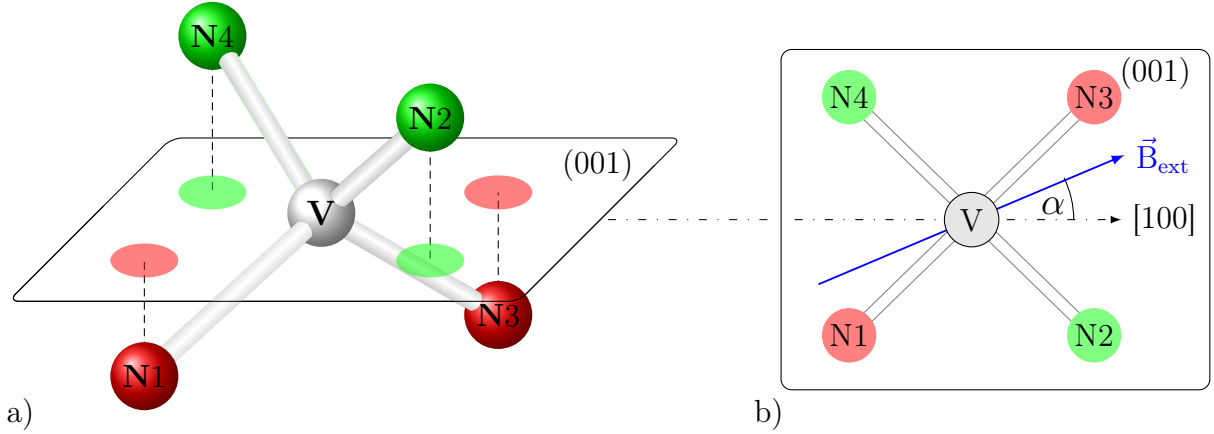 N4
N2
(001)
V
N3
N1
a)
N4
N3
(001)
B⃗ext
V
α
[100]
N1
N2
b)